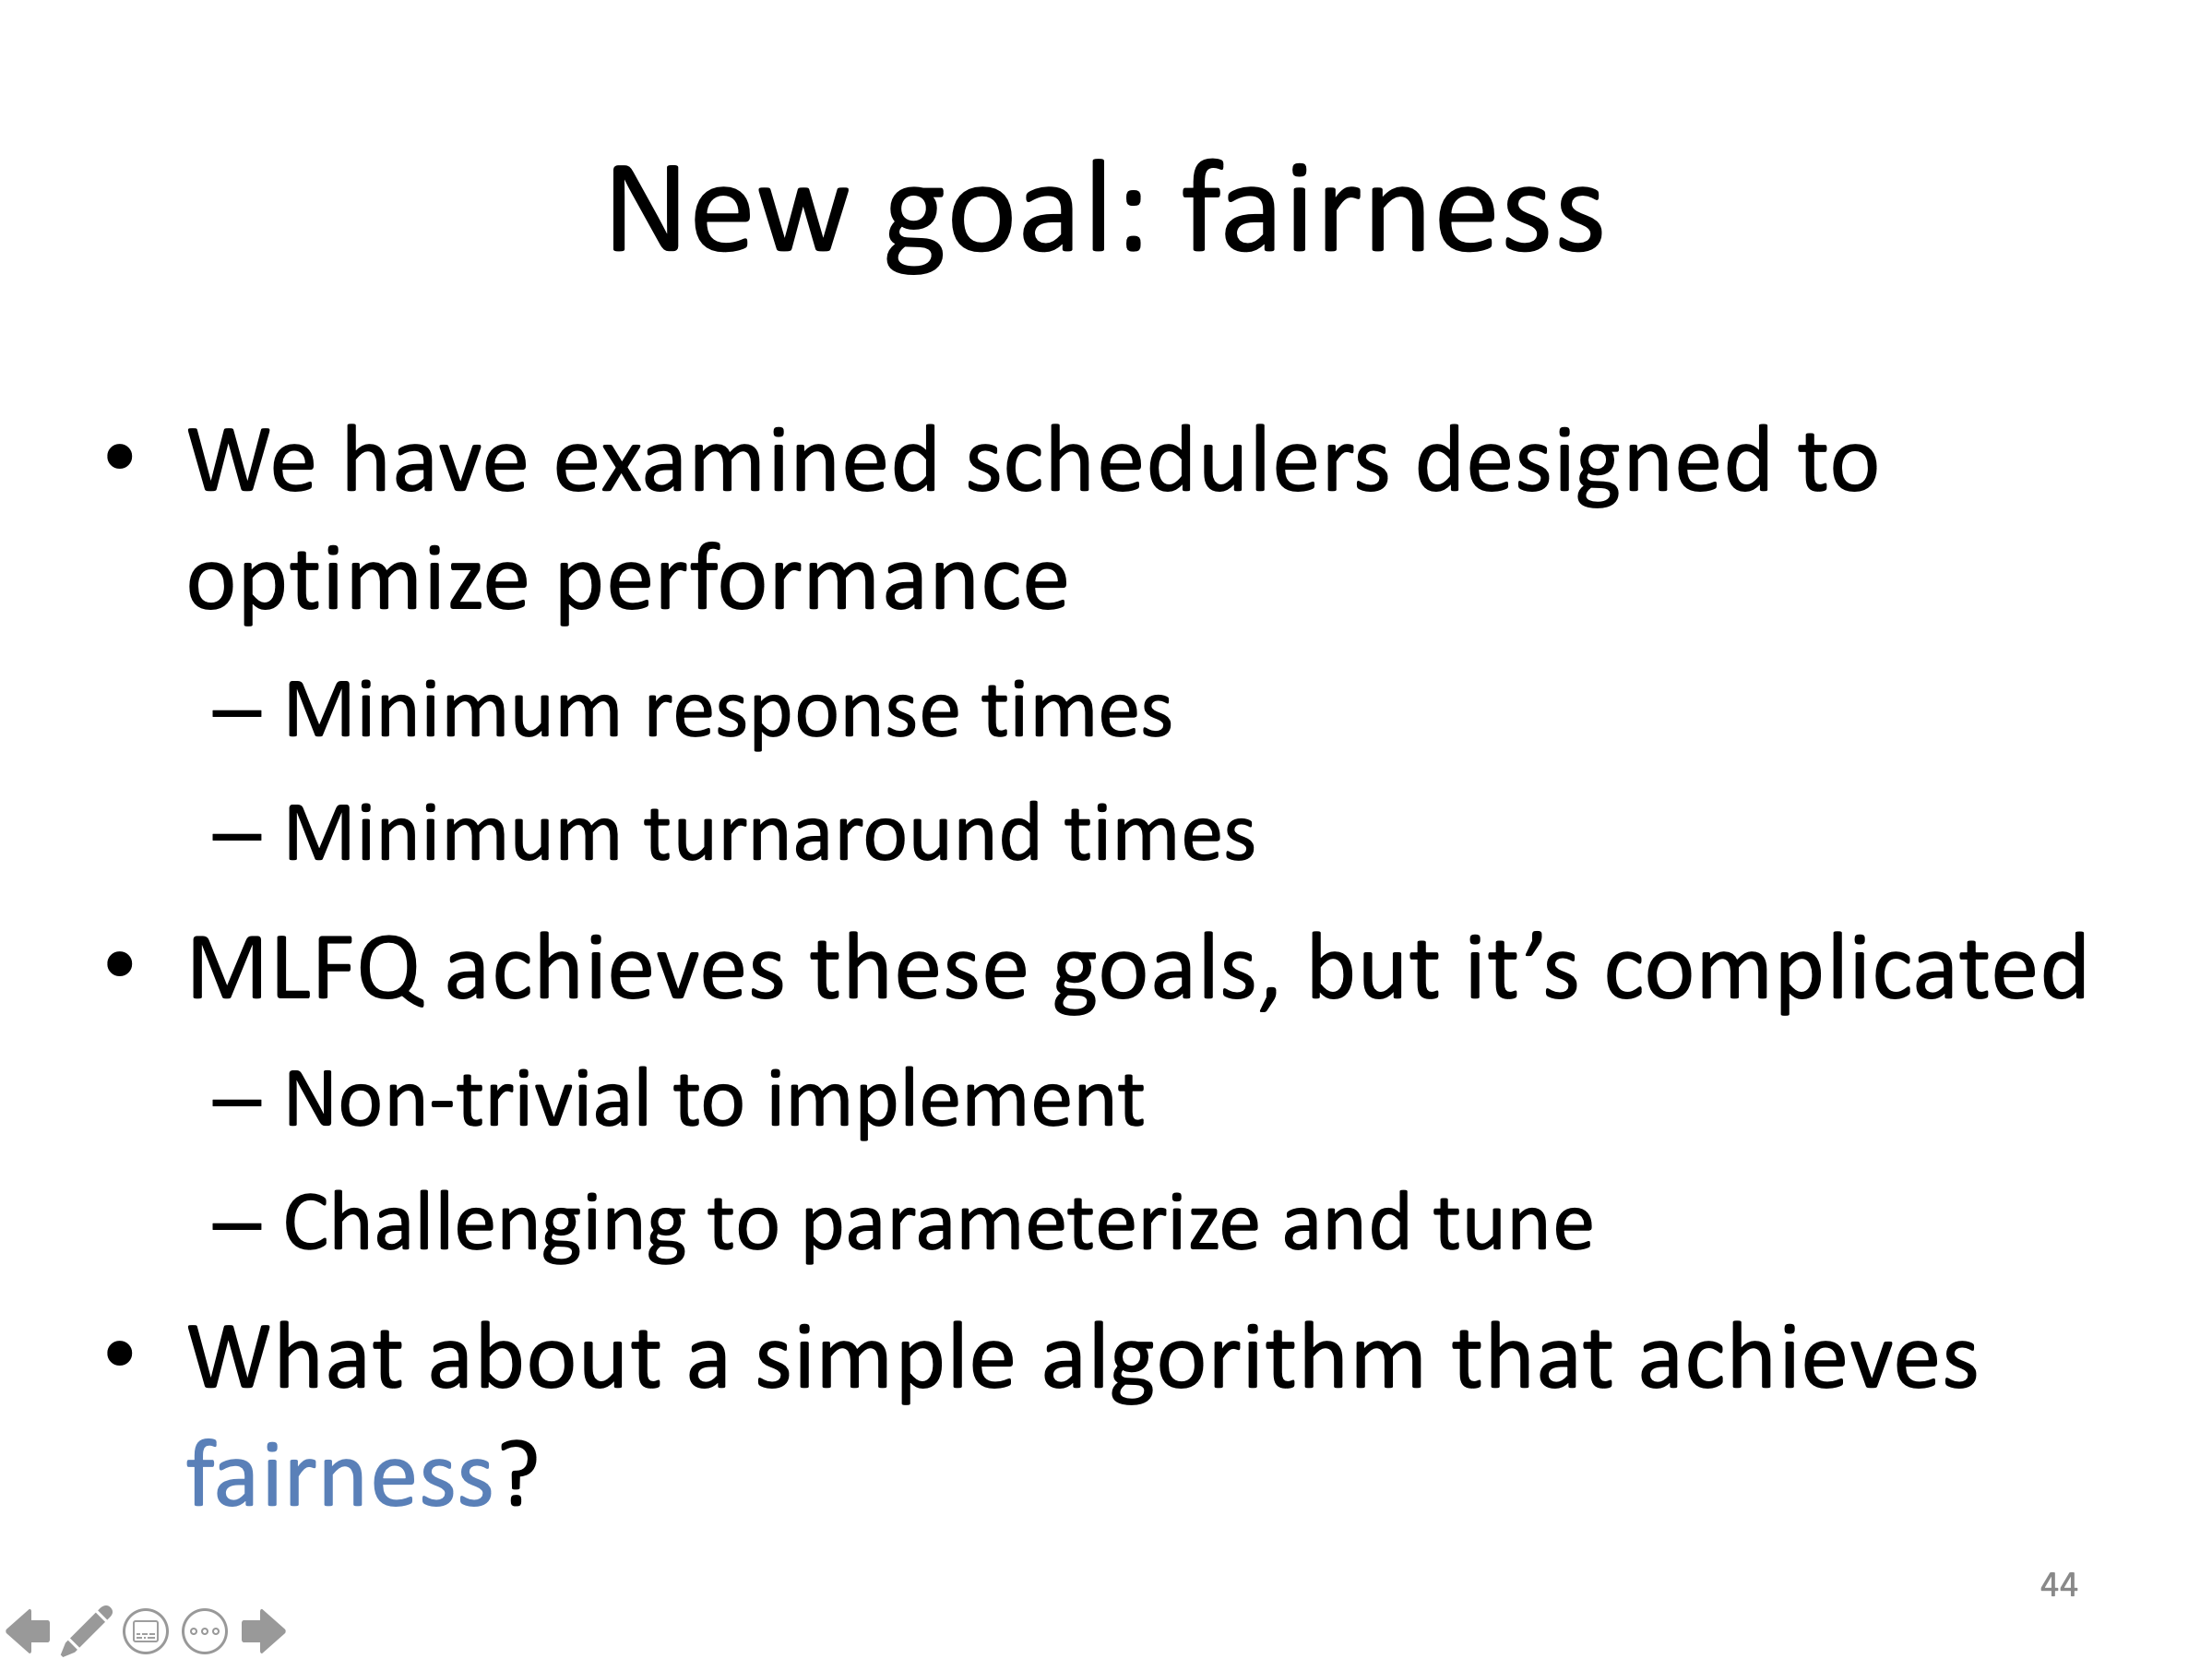 New goal: fairness
• We have examined schedulers designed to
optimize performance
– Minimum response times
– Minimum turnaround times
• MLFQ achieves these goals, but it’s complicated
– Non-trivial to implement
– Challenging to parameterize and tune
• What about a simple algorithm that achieves
fairness?
44